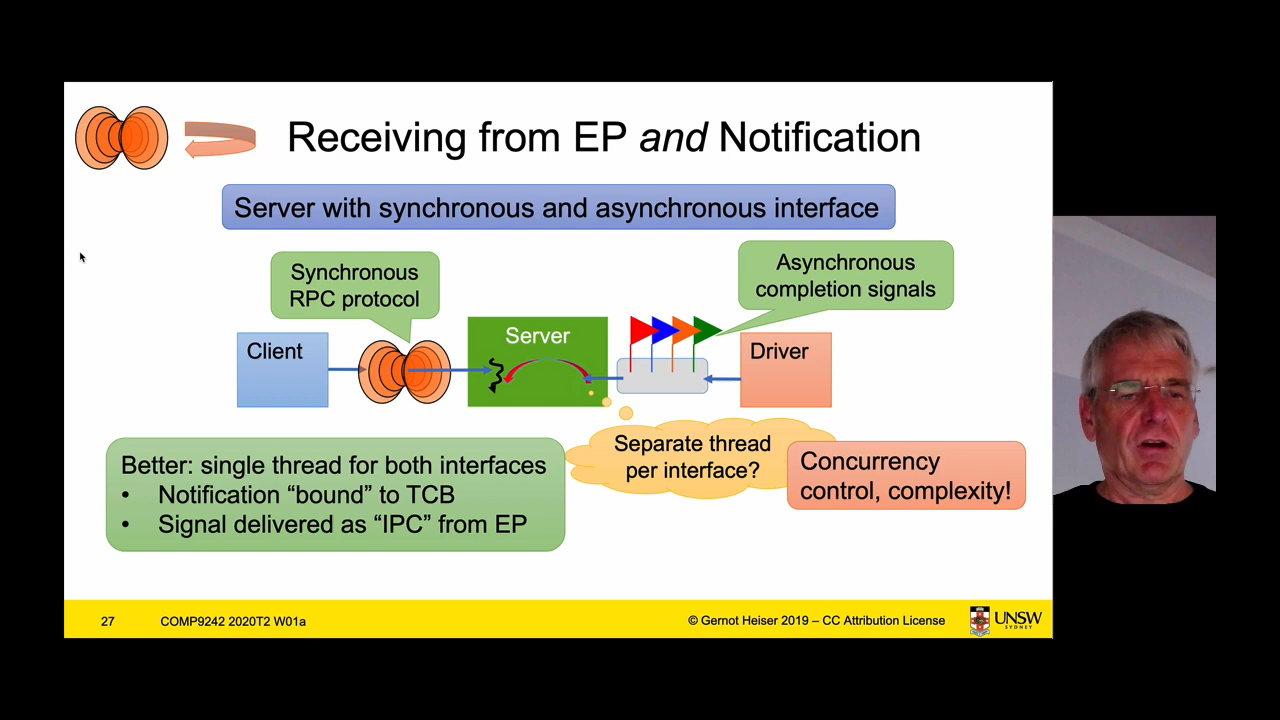 Receiving from EP and Notification
Server with synchronous and asynchronous interface
Synchronous
RPC protocol
Asynchronous
completion signals
Client
Server
Driver
Separate thread
per interface?
Concurrency
control, complexity!
Better: single thread for both interfaces
• Notification “bound” to TCB
• Signal delivered as “IPC” from EP
27
COMP9242 2020T2 W01a
© Gernot Heiser 2019 – CC Attribution License
UNSW
SYDNEY